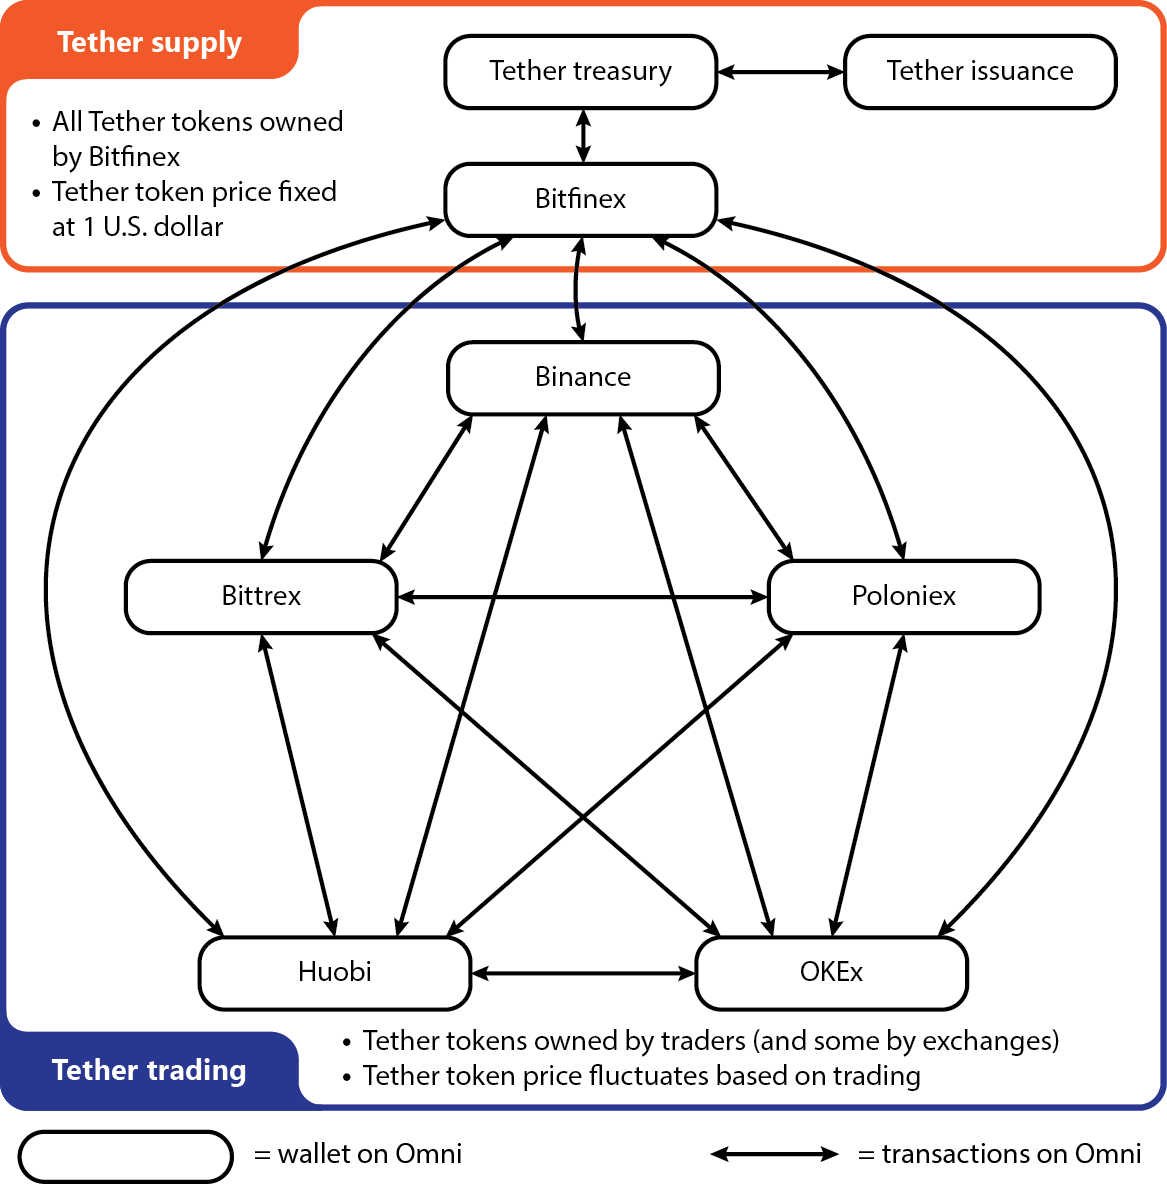 Tether supply
Tether treasury
Tether issuance
• All Tether tokens owned
by Bitfinex
• Tether token price fixed
at 1 U.S. dollar
Bitfinex
Binance
Bittrex
Poloniex
Huobi
OKEx
• Tether tokens owned by traders (and some by exchanges)
• Tether token price fluctuates based on trading
Tether trading
= wallet on Omni
= transactions on Omni